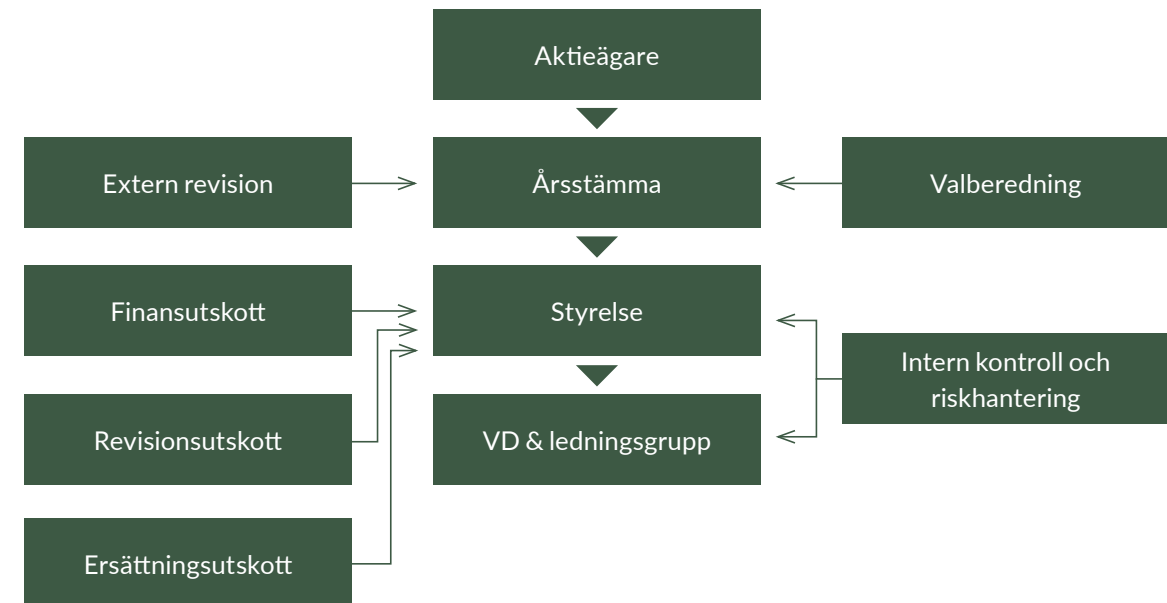 Aktieägare
Extern revision
Årsstämma
Valberedning
Finansutskott
Styrelse
Intern kontroll och
riskhantering
Revisionsutskott
VD & ledningsgrupp
Ersättningsutskott